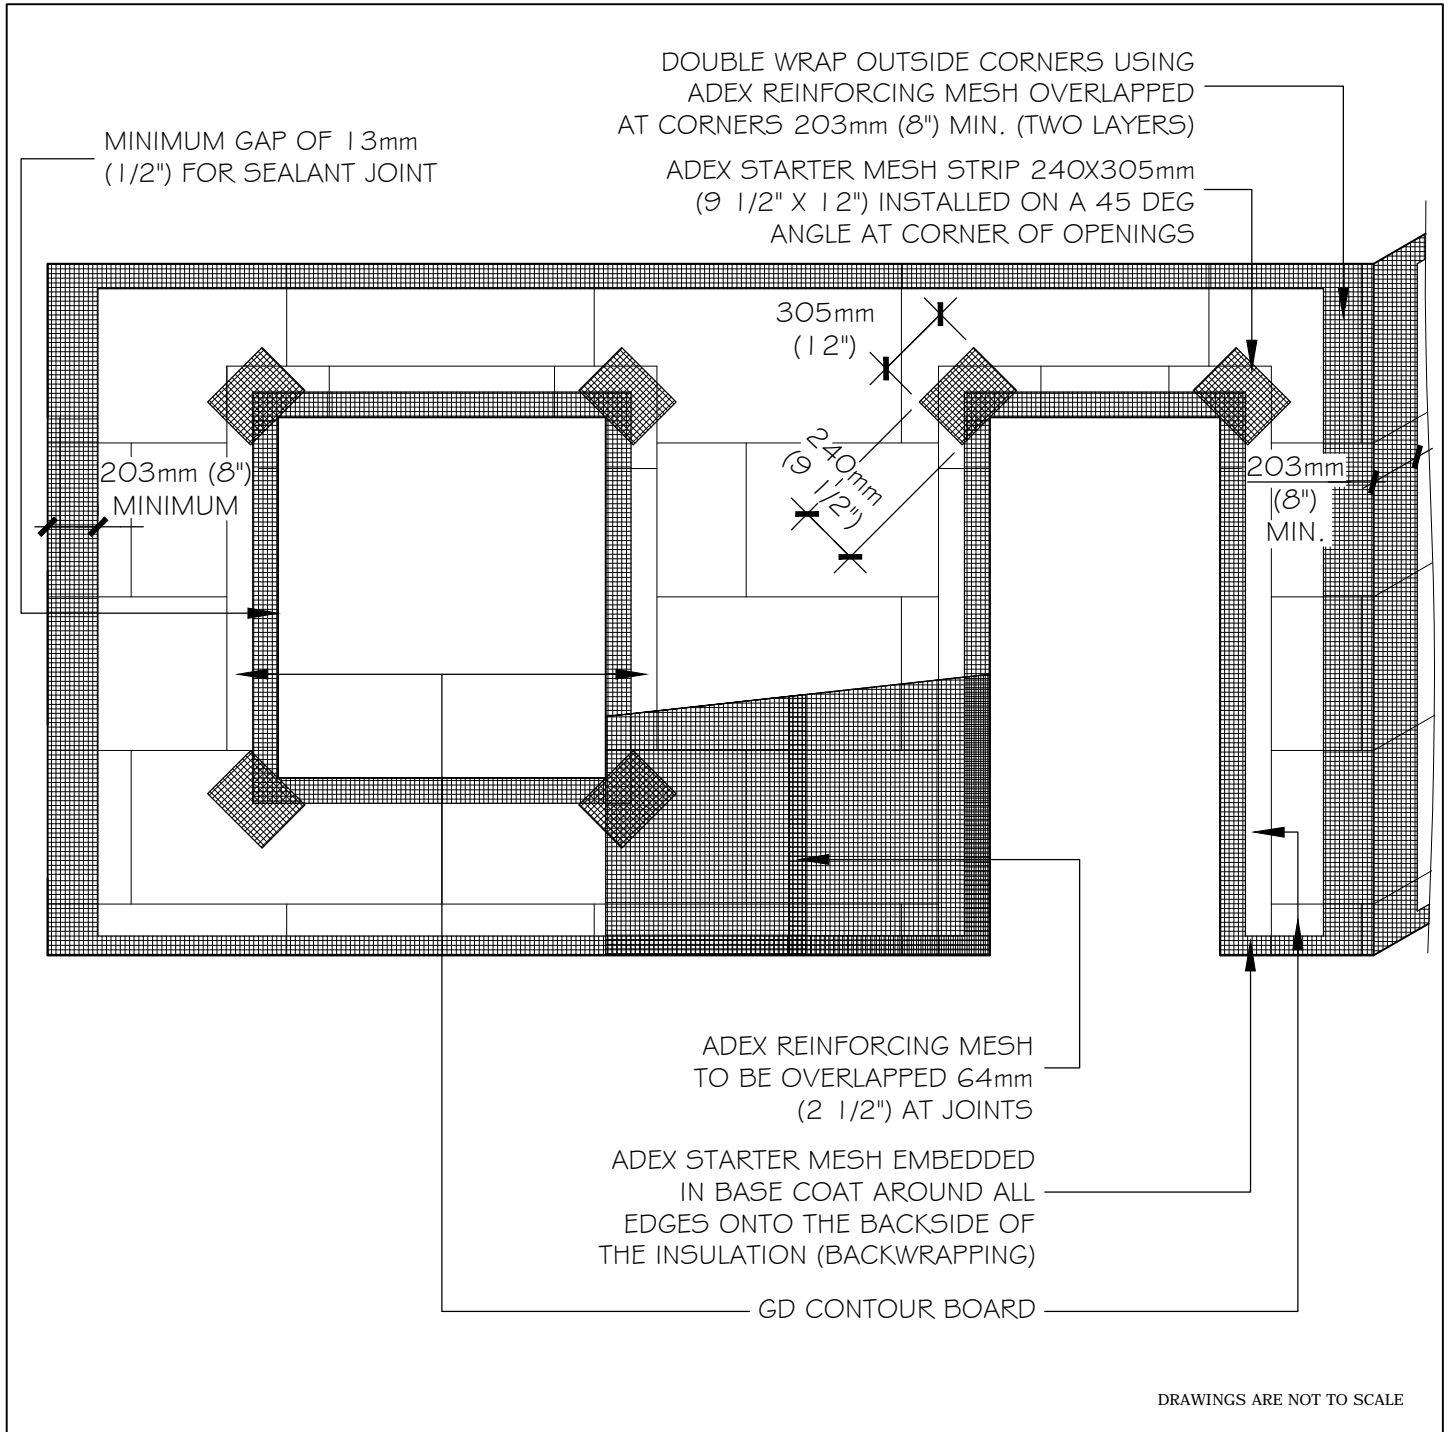 DOUBLE WRAP OUTSIDE CORNERS USING
ADEX REINFORCING MESH OVERLAPPED
AT CORNERS 203mm (8") MIN. (TWO LAYERS)
MINIMUM GAP OF 13mm
(1/2") FOR SEALANT JOINT
ADEX STARTER MESH STRIP 240X305mm
(9 1/2" X 12") INSTALLED ON A 45 DEG
ANGLE AT CORNER OF OPENINGS
305mm
(12")
240mm
(9 1/2")
203mm (8")
MINIMUM
203mm
(8")
MIN.
ADEX REINFORCING MESH
TO BE OVERLAPPED 64mm
(2 1/2") AT JOINTS
ADEX STARTER MESH EMBEDDED
IN BASE COAT AROUND ALL
EDGES ONTO THE BACKSIDE OF
THE INSULATION (BACKWRAPPING)
GD CONTOUR BOARD
DRAWINGS ARE NOT TO SCALE